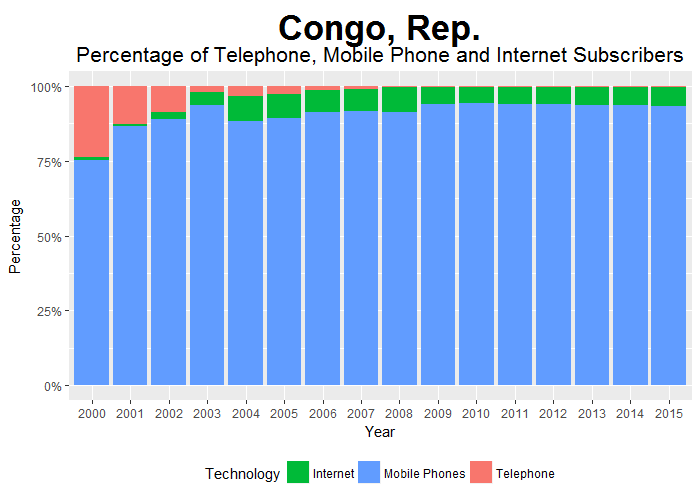 Congo, Rep.
Percentage of Telephone, Mobile Phone and Internet Subscribers
Percentage
100%
75%
50%
25%
0%
2000 2001 2002 2003 2004 2005 2006 2007 2008 2009 2010 2011 2012 2013 2014 2015
Year
Technology Internet Mobile Phones Telephone